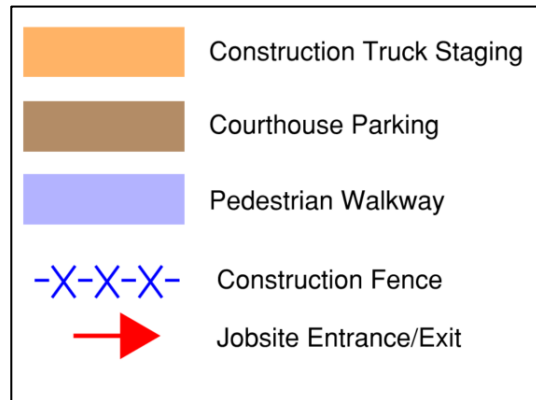 Construction Truck Staging
Courthouse Parking
Pedestrian Walkway
Construction Fence
Jobsite Entrance/Exit